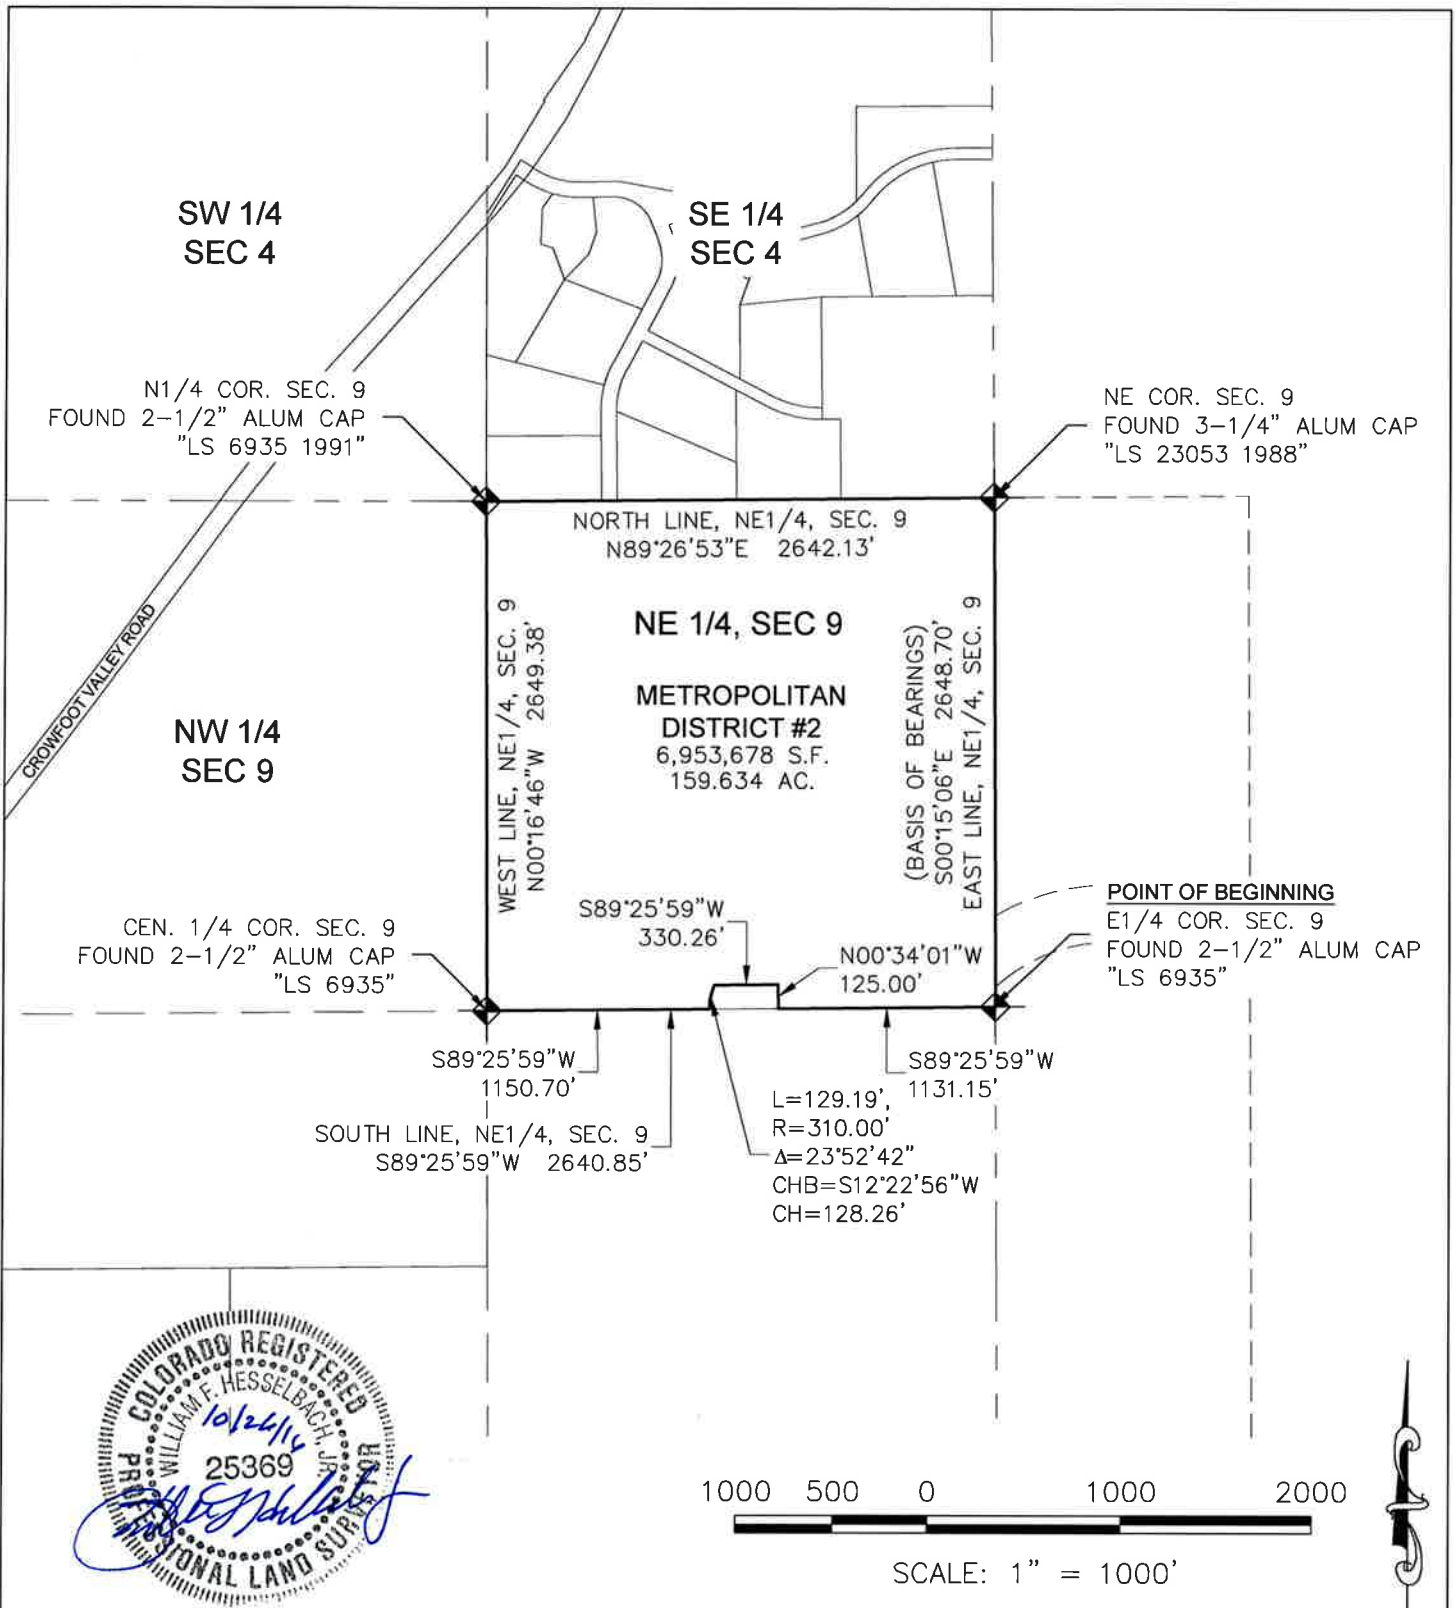 SW 1/4
SEC 4
SE 1/4
SEC 4
N1/4 COR. SEC. 9
FOUND 2-1/2" ALUM CAP
"LS 6935 1991"
NE COR. SEC. 9
FOUND 3-1/4" ALUM CAP
"LS 23053 1988"
NORTH LINE, NE1/4, SEC. 9
N89°26'53"E 2642.13'
CROWFOOT VALLEY ROAD
NW 1/4
SEC 9
WEST LINE, NE1/4, SEC. 9
N00°16'46"W 2649.38'
NE 1/4, SEC 9
METROPOLITAN
DISTRICT #2
6,953,678 S.F.
159.634 AC.
(BASIS OF BEARINGS)
S00°15'06"E 2648.70'
EAST LINE, NE1/4, SEC. 9
CEN. 1/4 COR. SEC. 9
FOUND 2-1/2" ALUM CAP
"LS 6935"
S89°25'59"W
330.26'
N00°34'01"W
125.00'
POINT OF BEGINNING
E1/4 COR. SEC. 9
FOUND 2-1/2" ALUM CAP
"LS 6935"
S89°25'59"W
1150.70'
SOUTH LINE, NE1/4, SEC. 9
S89°25'59"W 2640.85'
L=129.19',
R=310.00'
Δ=23°52'42"
CHB=S12°22'56"W
CH=128.26'
S89°25'59"W
1131.15'
COLORADO REGISTERED
WILLIAM F. HESSELBACH, JR.
25369
PROFESSIONAL LAND SURVEYOR
1000 500 0 1000 2000
SCALE: 1" = 1000'